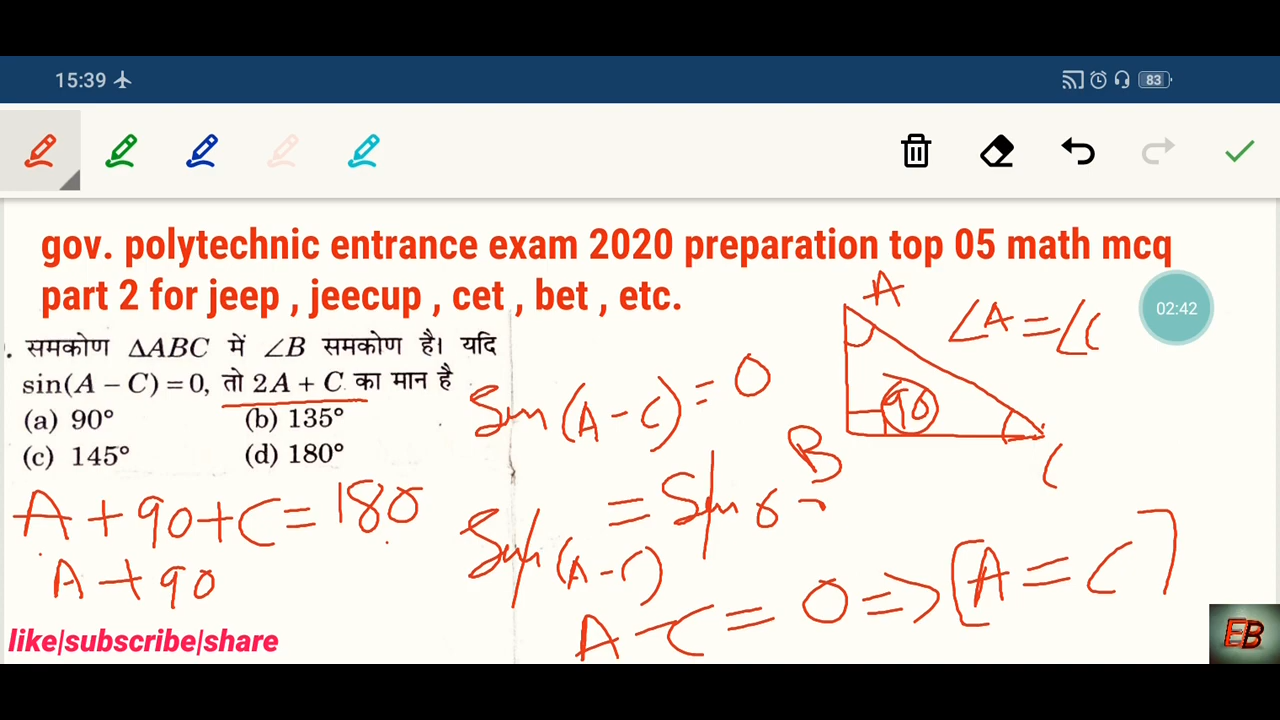 15:39
83
gov. polytechnic entrance exam 2020 preparation top 05 math mcq
part 2 for jeep , jeecup , cet , bet , etc.
02:42
. समकोण ΔABC में ∠B समकोण है। यदि
sin(A – C) = 0, तो 2A + C का मान है
(a) 90° (b) 135°
(c) 145° (d) 180°
A + 90 + C = 180
A + 90
Sin (A - C) = 0
= Sin 0
Sin (A - C)
A - C = 0 => [A = C]
A
∠A = ∠C
90
B
C
like|subscribe|share
EB